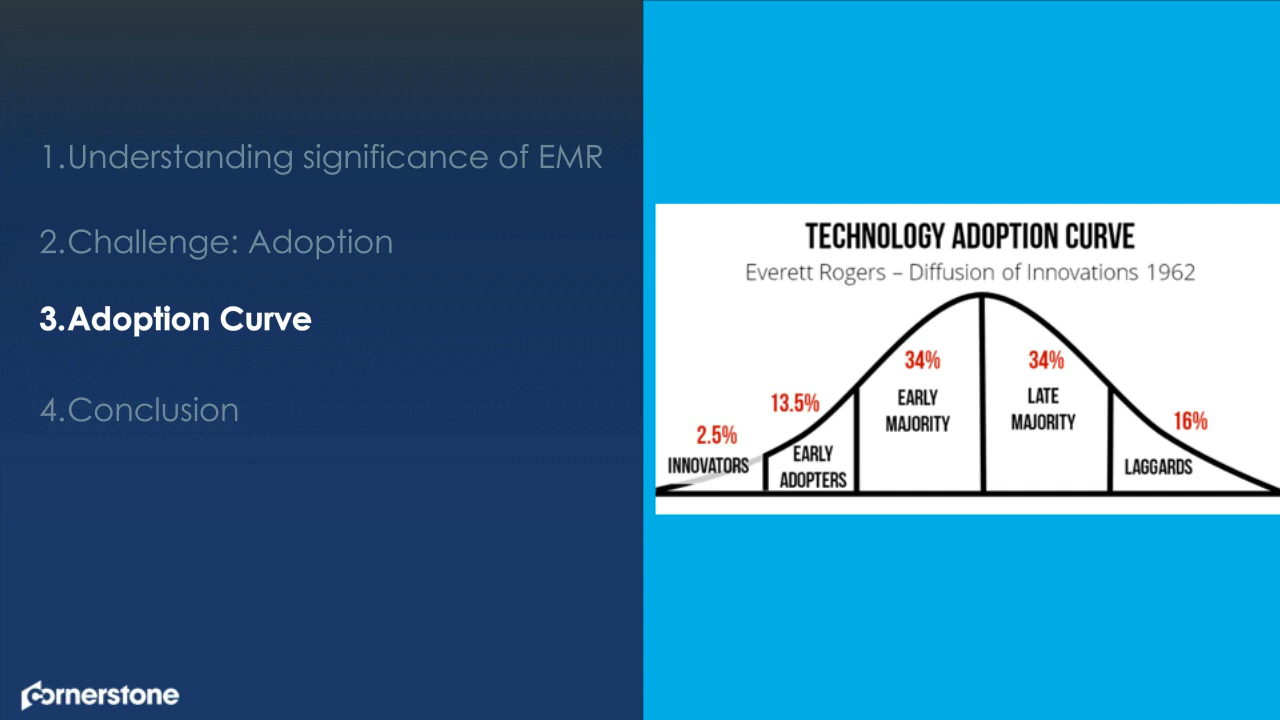 1.Understanding significance of EMR
2.Challenge: Adoption
3.Adoption Curve
4.Conclusion
cornerstone
TECHNOLOGY ADOPTION CURVE
Everett Rogers – Diffusion of Innovations 1962
2.5%
INNOVATORS
13.5%
EARLY
ADOPTERS
34%
EARLY
MAJORITY
34%
LATE
MAJORITY
16%
LAGGARDS